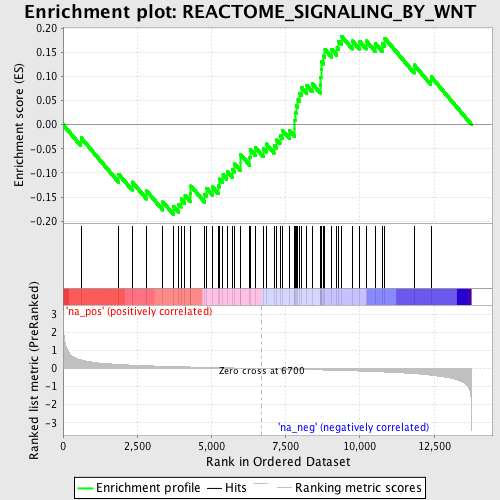 Enrichment plot: REACTOME_SIGNALING_BY_WNT
Enrichment score (ES)
0.20
0.15
0.10
0.05
0.00
-0.05
-0.10
-0.15
-0.20
'na_pos' (positively correlated)
Ranked list metric (PreRanked)
3
2
1
0
-1
-2
-3
Zero cross at 6700
'na_neg' (negatively correlated)
0
2,500
5,000
7,500
10,000
12,500
Rank in Ordered Dataset
Enrichment profile
Hits
Ranking metric scores